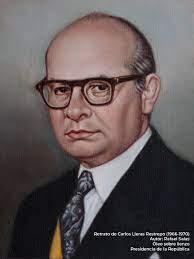 Retrato de Carlos Lleras Restrepo (1966-1970)
Autor: Rafael Salas
Óleo sobre lienzo
Presidencia de la República